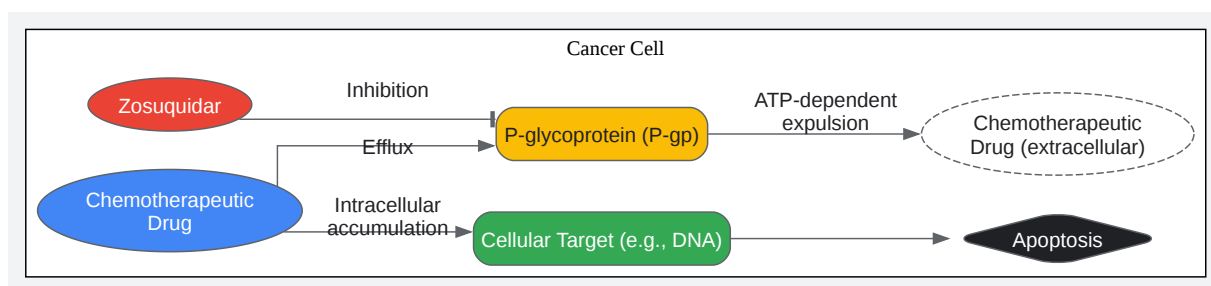 Cancer Cell
Zosuquidar
Inhibition
Efflux
P-glycoprotein (P-gp)
ATP-dependent
expulsion
Chemotherapeutic
Drug (extracellular)
Chemotherapeutic
Drug
Intracellular
accumulation
Cellular Target (e.g., DNA)
Apoptosis